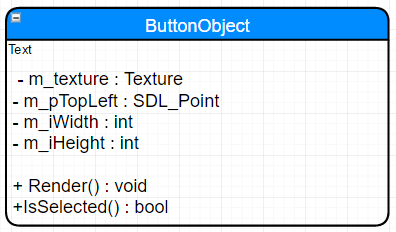 ButtonObject
Text
- m_texture : Texture
- m_pTopLeft : SDL_Point
- m_iWidth : int
- m_iHeight : int
+ Render() : void
+IsSelected() : bool